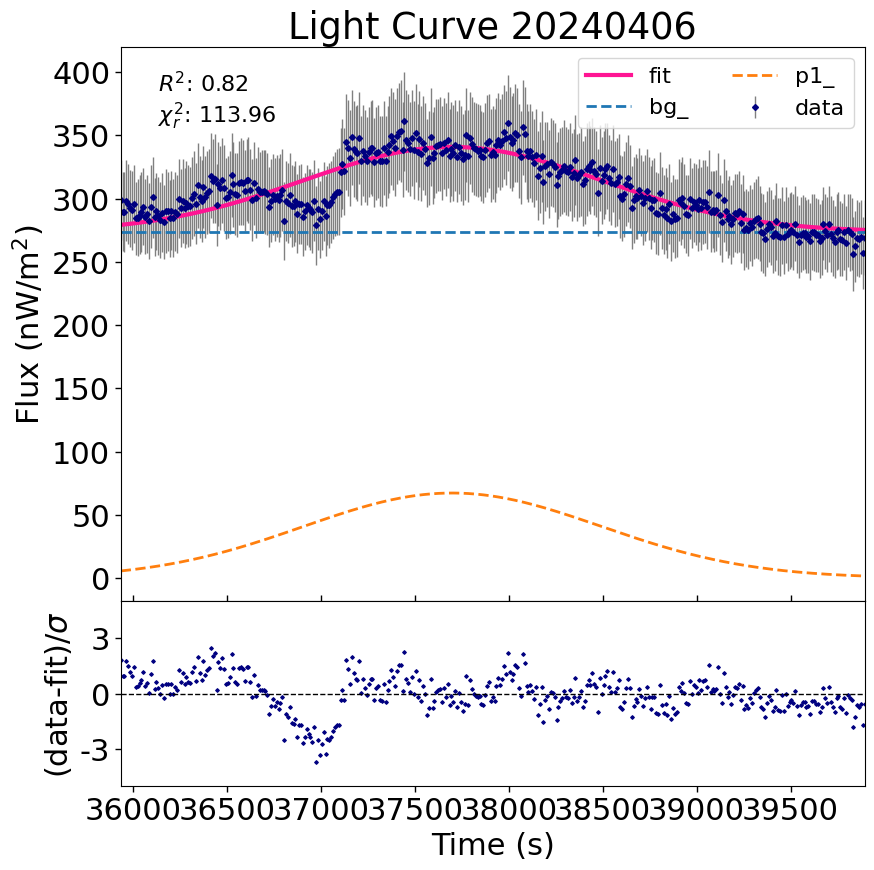 Light Curve 20240406
R²: 0.82
χ²ᵣ: 113.96
fit
bg_
p1_
data
Flux (nW/m²)
400
350
300
250
200
150
100
50
0
(data-fit)/σ
3
0
-3
36000 36500 37000 37500 38000 38500 39000 39500
Time (s)